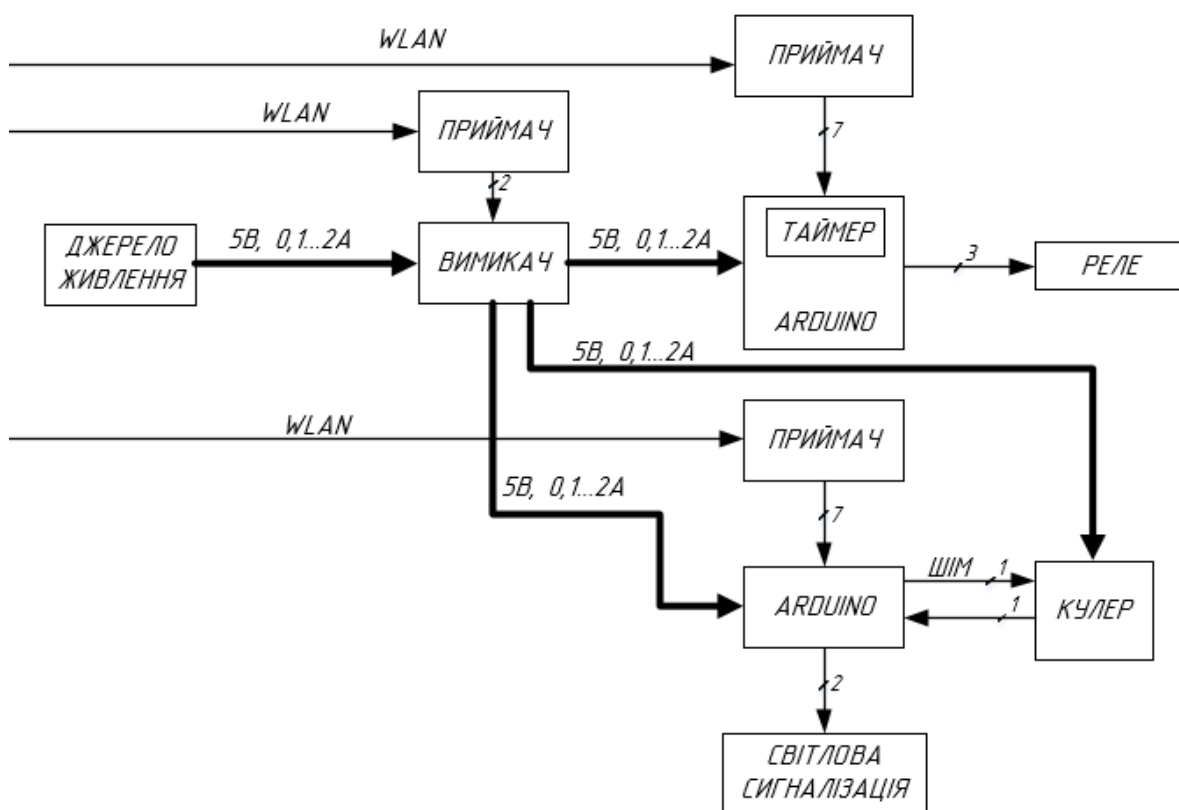 WLAN
ПРИЙМАЧ
WLAN
ПРИЙМАЧ
7
2
ДЖЕРЕЛО
ЖИВЛЕННЯ
5В, 0,1...2А
ВИМИКАЧ
5В, 0,1...2А
ТАЙМЕР
ARDUINO
3
РЕЛЕ
5В, 0,1...2А
WLAN
ПРИЙМАЧ
5В, 0,1...2А
7
ARDUINO
ШІМ
1
1
КУЛЕР
2
СВІТЛОВА
СИГНАЛІЗАЦІЯ